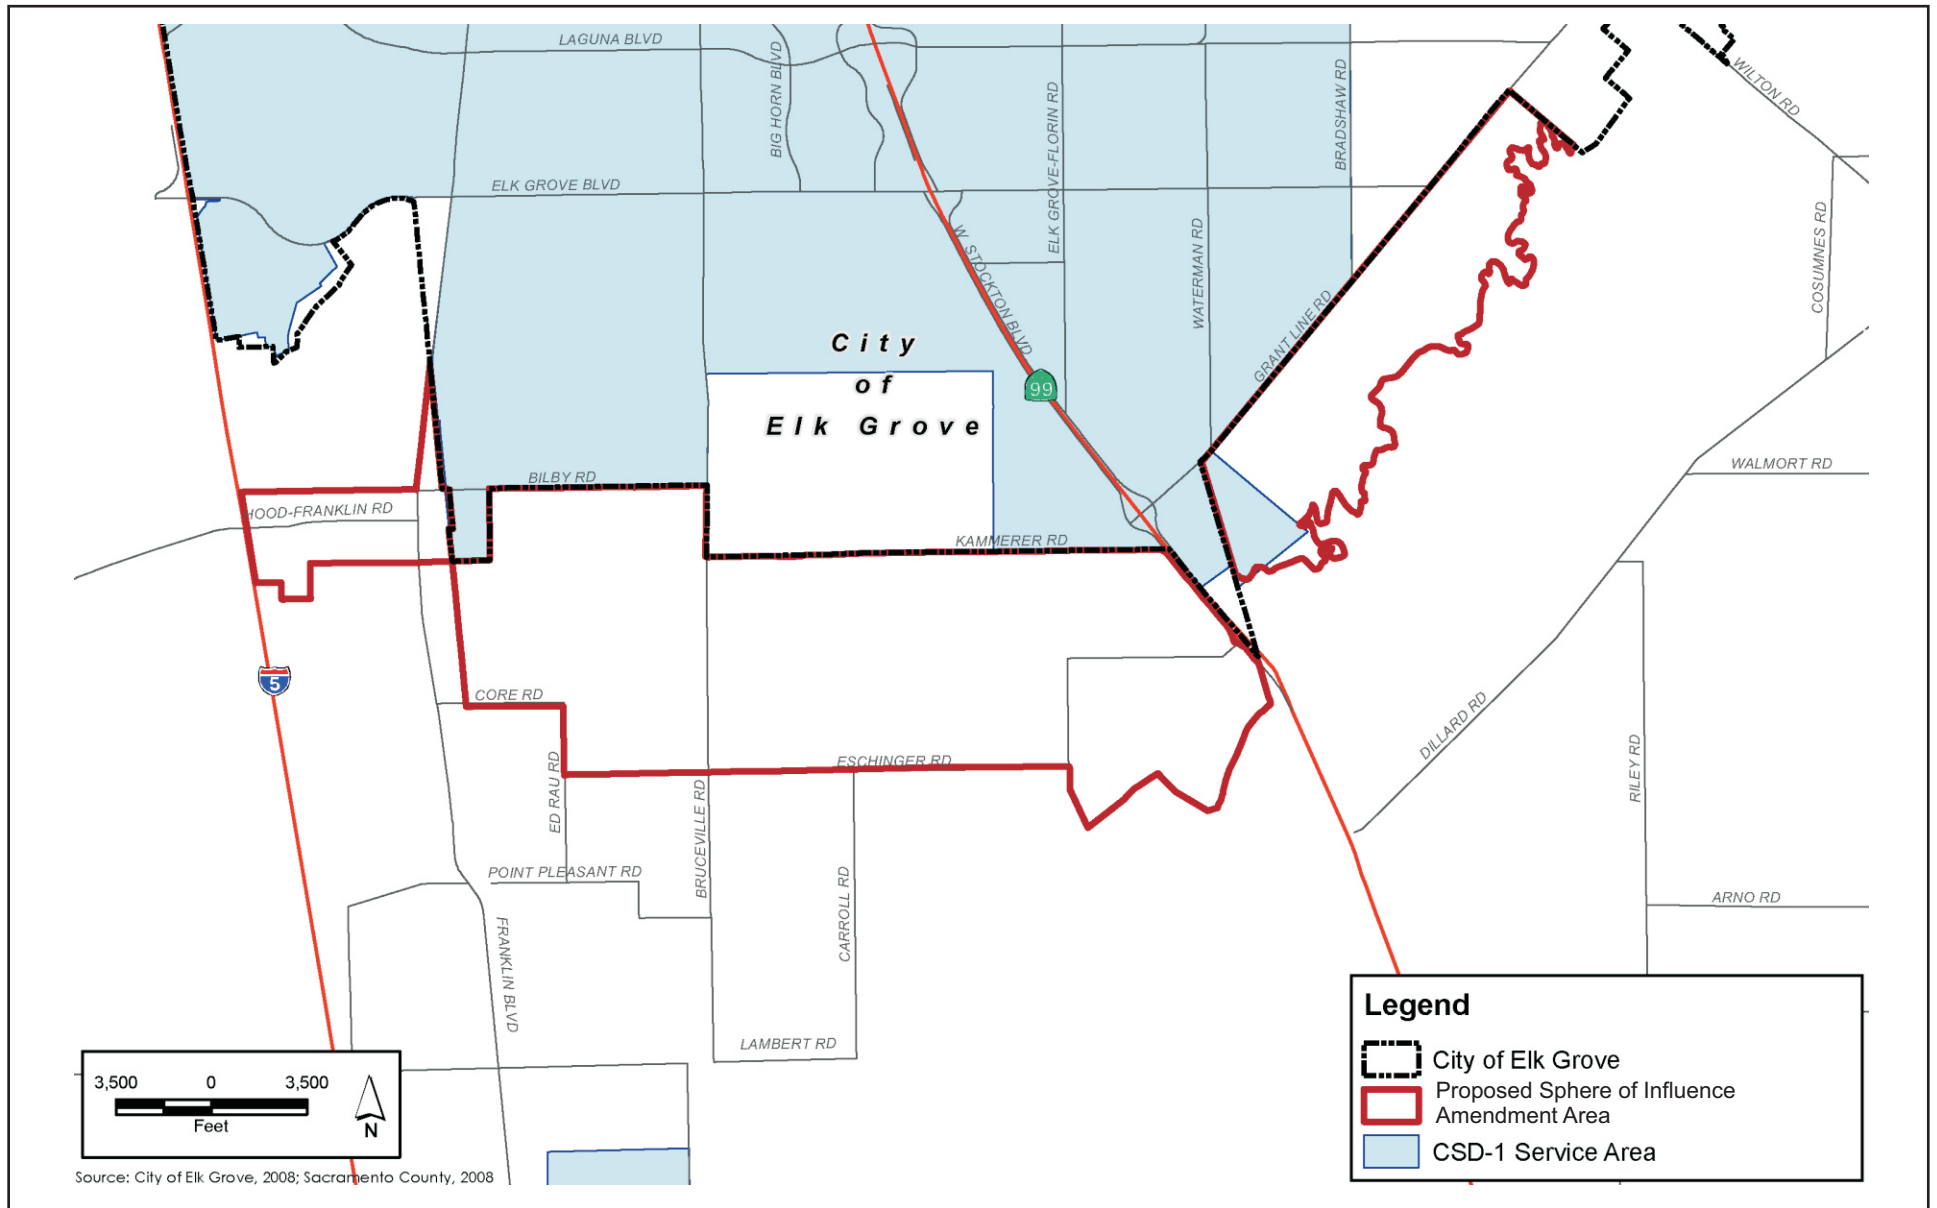 LAGUNA BLVD
BIG HORN BLVD
ELK GROVE-FLORIN RD
BRADSHAW RD
WILTON RD
ELK GROVE BLVD
W. STOCKTON BLVD
WATERMAN RD
GRANT LINE RD
COSUMNES RD
City
of
Elk Grove
99
BILBY RD
HOOD-FRANKLIN RD
KAMMERER RD
WALMORT RD
5
CORE RD
ED RAU RD
ESCHINGER RD
BRUCEVILLE RD
DILLARD RD
RILEY RD
POINT PLEASANT RD
CARROLL RD
ARNO RD
FRANKLIN BLVD
LAMBERT RD
3,500 0 3,500
Feet
N
Legend
City of Elk Grove
Proposed Sphere of Influence
Amendment Area
CSD-1 Service Area
Source: City of Elk Grove, 2008; Sacramento County, 2008